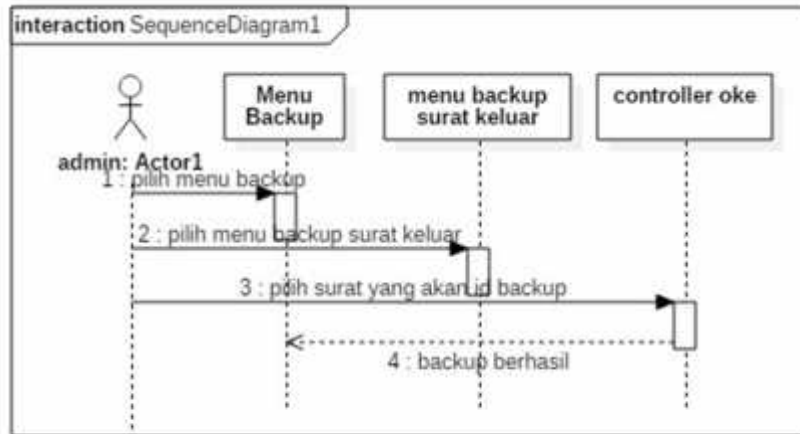 interaction SequenceDiagram1
Menu
Backup
menu backup
surat keluar
controller oke
admin: Actor1
1 : pilih menu backup
2 : pilih menu backup surat keluar
3 : pilih surat yang akan id backup
4 : backup berhasil